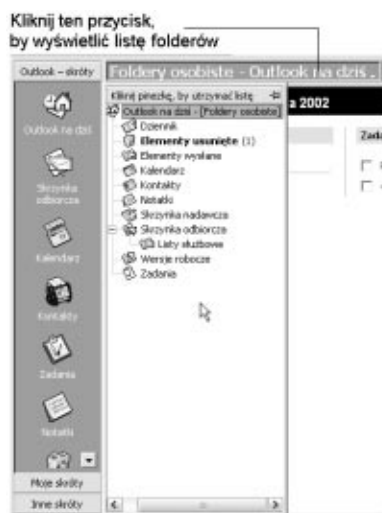 Kliknij ten przycisk,
by wyświetlić listę folderów
Outlook – skróty
Foldery osobiste - Outlook na dziś .
Kliknij pinezkę, by utrzymać listę
a 2002
Outlook na dziś - [Foldery osobiste]
Zada
Dziennik
Elementy usunięte (1)
Elementy wysłane
Kalendarz
Kontakty
Notatki
Skrzynka nadawcza
Skrzynka odbiorcza
Listy służbowe
Wersje robocze
Zadania
Outlook na dziś
Skrzynka
odbiorcza
Kalendarz
Kontakty
Zadania
Notatki
Moje skróty
Inne skróty